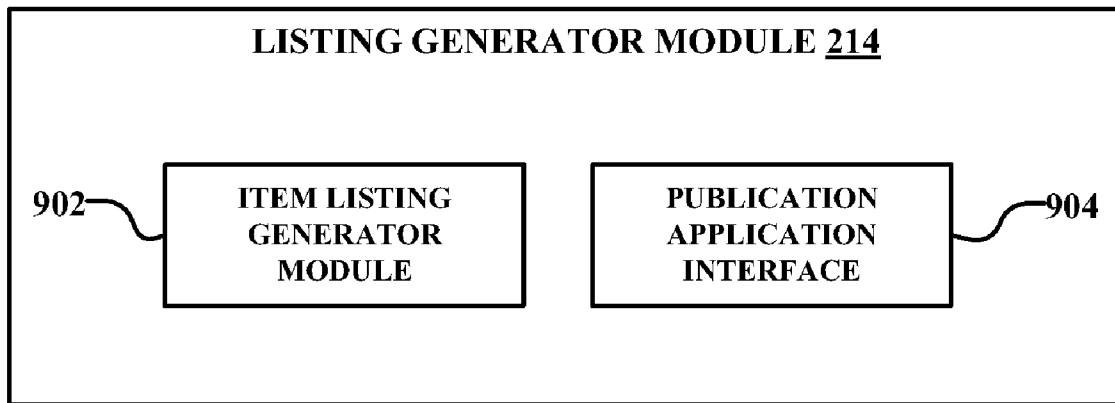 LISTING GENERATOR MODULE 214
902
ITEM LISTING
GENERATOR
MODULE
PUBLICATION
APPLICATION
INTERFACE
904